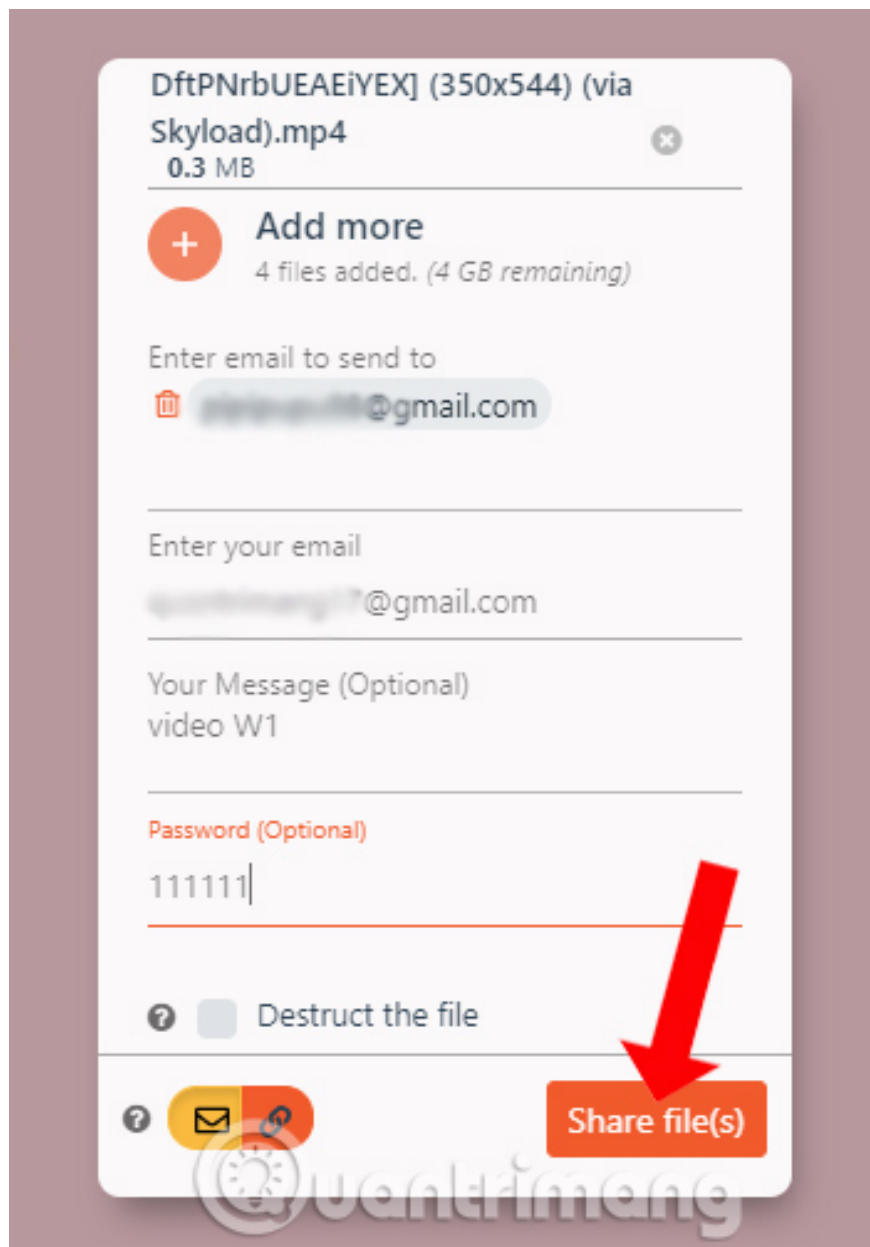 DftPNrbUEAEiYEX] (350x544) (via
Skyload).mp4
0.3 MB
Add more
4 files added. (4 GB remaining)
Enter email to send to
@gmail.com
Enter your email
@gmail.com
Your Message (Optional)
video W1
Password (Optional)
111111
Destruct the file
Share file(s)
Quantrimang